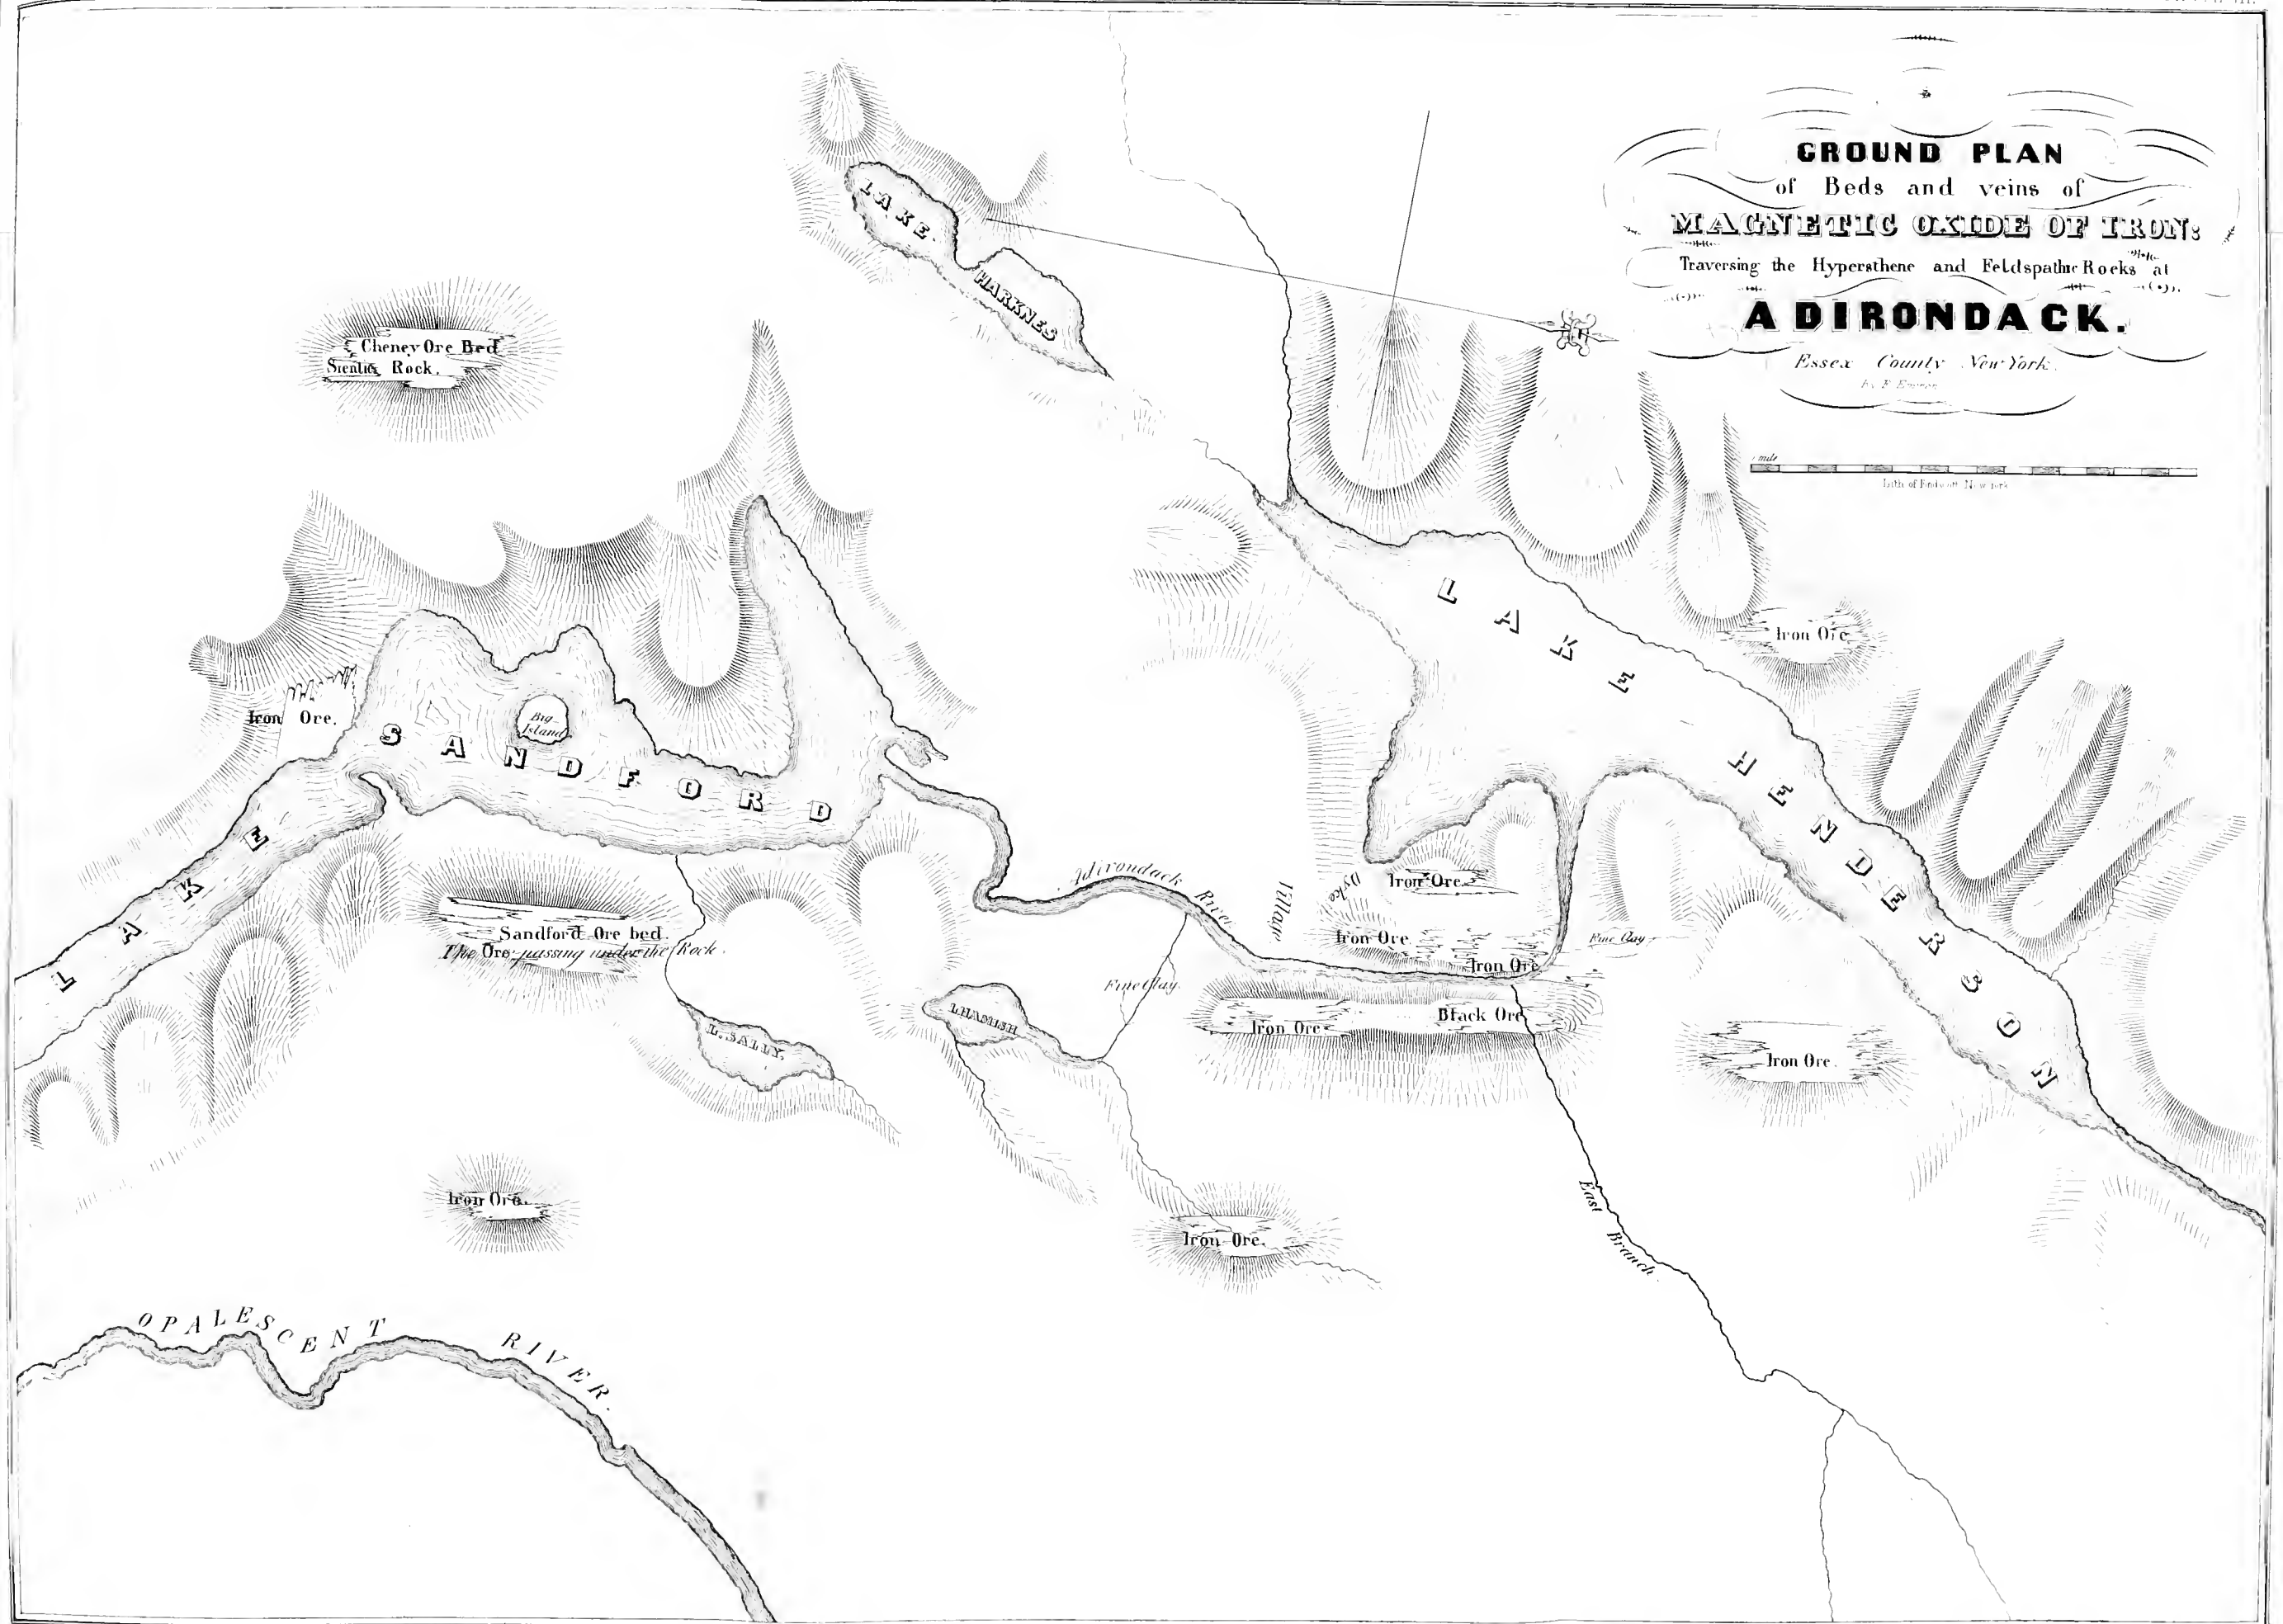 GROUND PLAN
of Beds and veins of
MAGNETIC OXIDE OF IRON:
Traversing the Hypersthene and Feldspathic Rocks at
ADIRONDACK.
Essex County New York.
mile
LAKE
HARKNES
Cheney Ore Bed
Rock.
Iron Ore.
Big
Island
LAKE SANDFORD
Sandford Ore bed.
The Ore passing under the Rock.
L. SALLY.
Iron Ore.
OPALESCENT RIVER.
Adirondack River
Village
Dyke
Fine Clay.
Iron Ore.
LAKE HENDERSON
Iron Ore
Iron Ore
Iron Ore
Iron Ore
Fine Clay
Iron Ore
Black Ore
Iron Ore.
East Branch